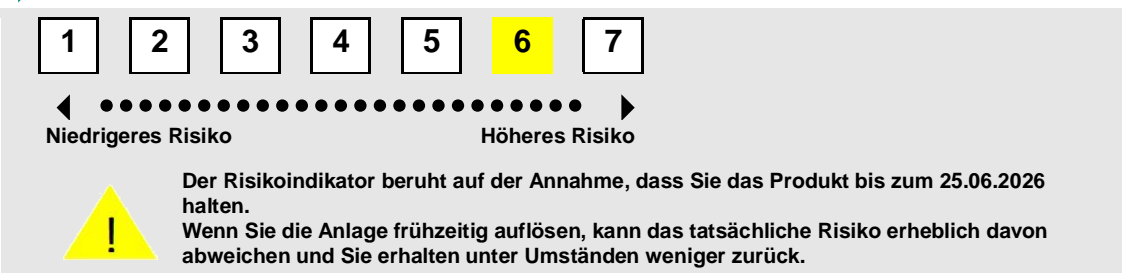 1 2 3 4 5 6 7
Niedrigeres Risiko Höheres Risiko
Der Risikoindikator beruht auf der Annahme, dass Sie das Produkt bis zum 25.06.2026
halten.
Wenn Sie die Anlage frühzeitig auflösen, kann das tatsächliche Risiko erheblich davon
abweichen und Sie erhalten unter Umständen weniger zurück.
!